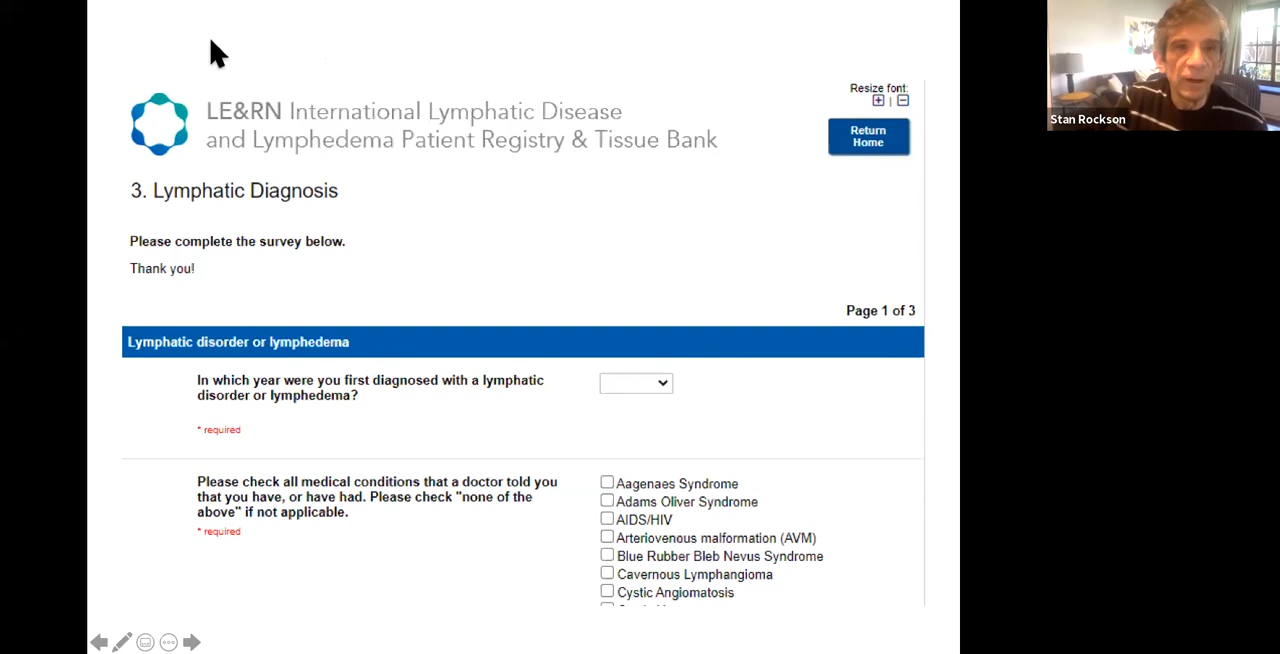 Resize font:
LE&RN International Lymphatic Disease
and Lymphedema Patient Registry & Tissue Bank
Return
Home
Stan Rockson
3. Lymphatic Diagnosis
Please complete the survey below.
Thank you!
Page 1 of 3
Lymphatic disorder or lymphedema
In which year were you first diagnosed with a lymphatic
disorder or lymphedema?
* required
Please check all medical conditions that a doctor told you
that you have, or have had. Please check "none of the
above" if not applicable.
* required
Aagenaes Syndrome
Adams Oliver Syndrome
AIDS/HIV
Arteriovenous malformation (AVM)
Blue Rubber Bleb Nevus Syndrome
Cavernous Lymphangioma
Cystic Angiomatosis